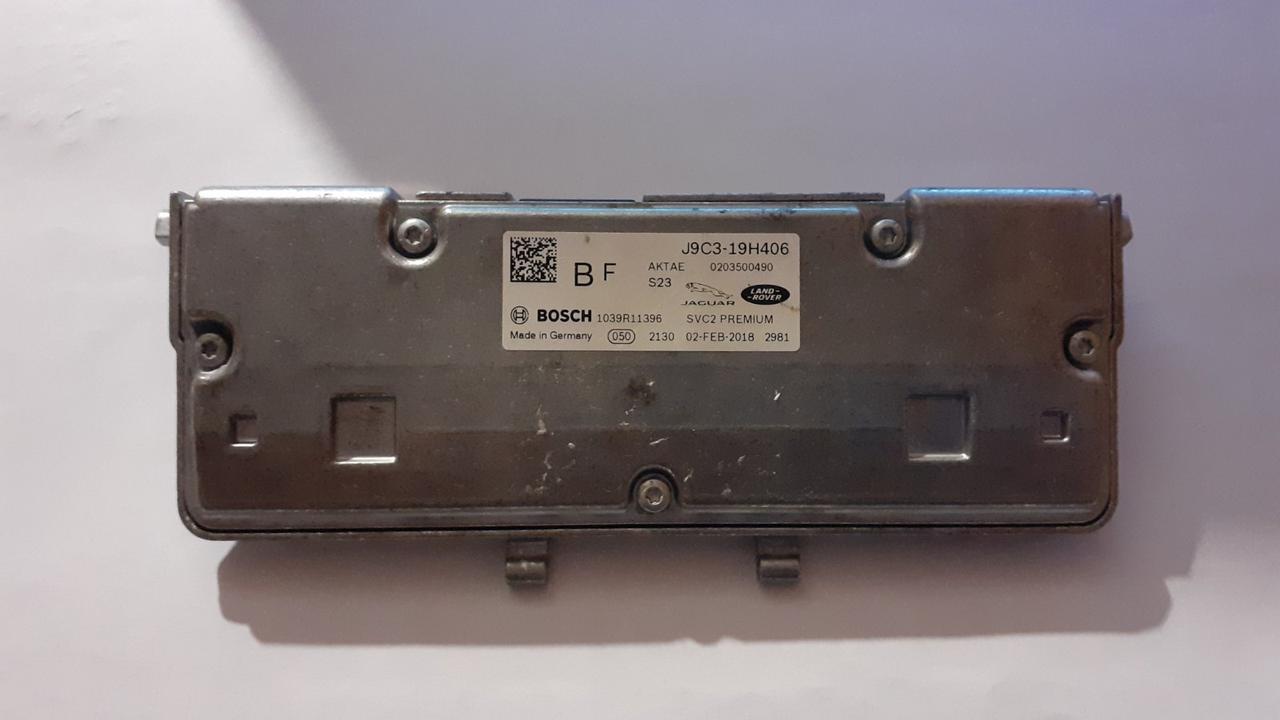 J9C3-19H406
B F
AKTAE 0203500490
S23
JAGUAR
LAND-
-ROVER
BOSCH 1039R11396 SVC2 PREMIUM
Made in Germany 050 2130 02-FEB-2018 2981